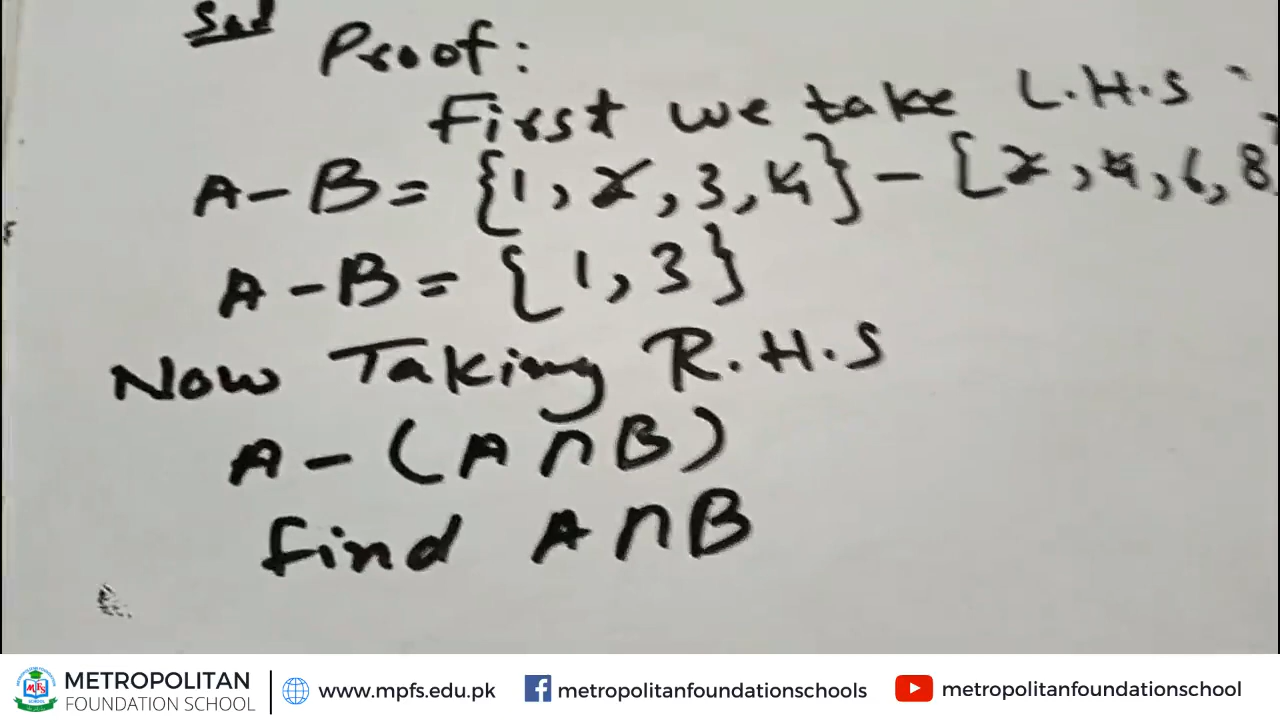 Sol
Proof:
First we take L.H.S
A - B = {1, 2, 3, 4} - {2, 4, 6, 8
A - B = {1, 3}
Now Taking R.H.S
A - (A ∩ B)
find A ∩ B
METROPOLITAN
FOUNDATION SCHOOL
www.mpfs.edu.pk
metropolitanfoundationschools
metropolitanfoundationschool